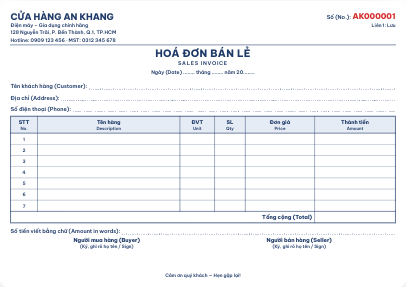 CỬA HÀNG AN KHANG
Điện máy – Gia dụng chính hãng
128 Nguyễn Trãi, P. Bến Thành, Q.1, TP.HCM
Hotline: 0909 123 456 · MST: 0312 345 678
Số (No.): AK000001
Liên 1: Lưu
HOÁ ĐƠN BÁN LẺ
SALES INVOICE
Ngày (Date) ........ tháng ........ năm 20........
Tên khách hàng (Customer):
Địa chỉ (Address):
Số điện thoại (Phone):
STT Tên hàng ĐVT SL Đơn giá Thành tiền
No. Description Unit Qty Price Amount
1
2
3
4
5
6
7
Tổng cộng (Total)
Số tiền viết bằng chữ (Amount in words):
Người mua hàng (Buyer) Người bán hàng (Seller)
(Ký, ghi rõ họ tên / Sign) (Ký, ghi rõ họ tên / Sign)
Cảm ơn quý khách — Hẹn gặp lại!